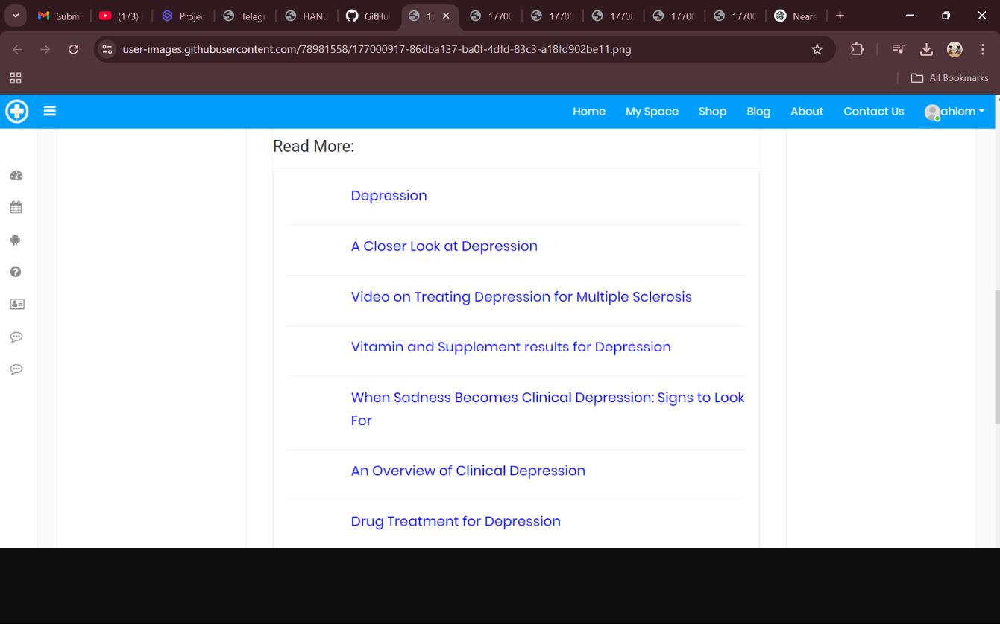 Submi
(173)
Projec
Telegr
HANU
GitHu
17
1770
1770
1770
1770
1770
Neare
user-images.githubusercontent.com/78981558/177000917-86dba137-ba0f-4dfd-83c3-a18fd902be11.png
All Bookmarks
Home My Space Shop Blog About Contact Us ahlem
Read More:
Depression
A Closer Look at Depression
Video on Treating Depression for Multiple Sclerosis
Vitamin and Supplement results for Depression
When Sadness Becomes Clinical Depression: Signs to Look
For
An Overview of Clinical Depression
Drug Treatment for Depression